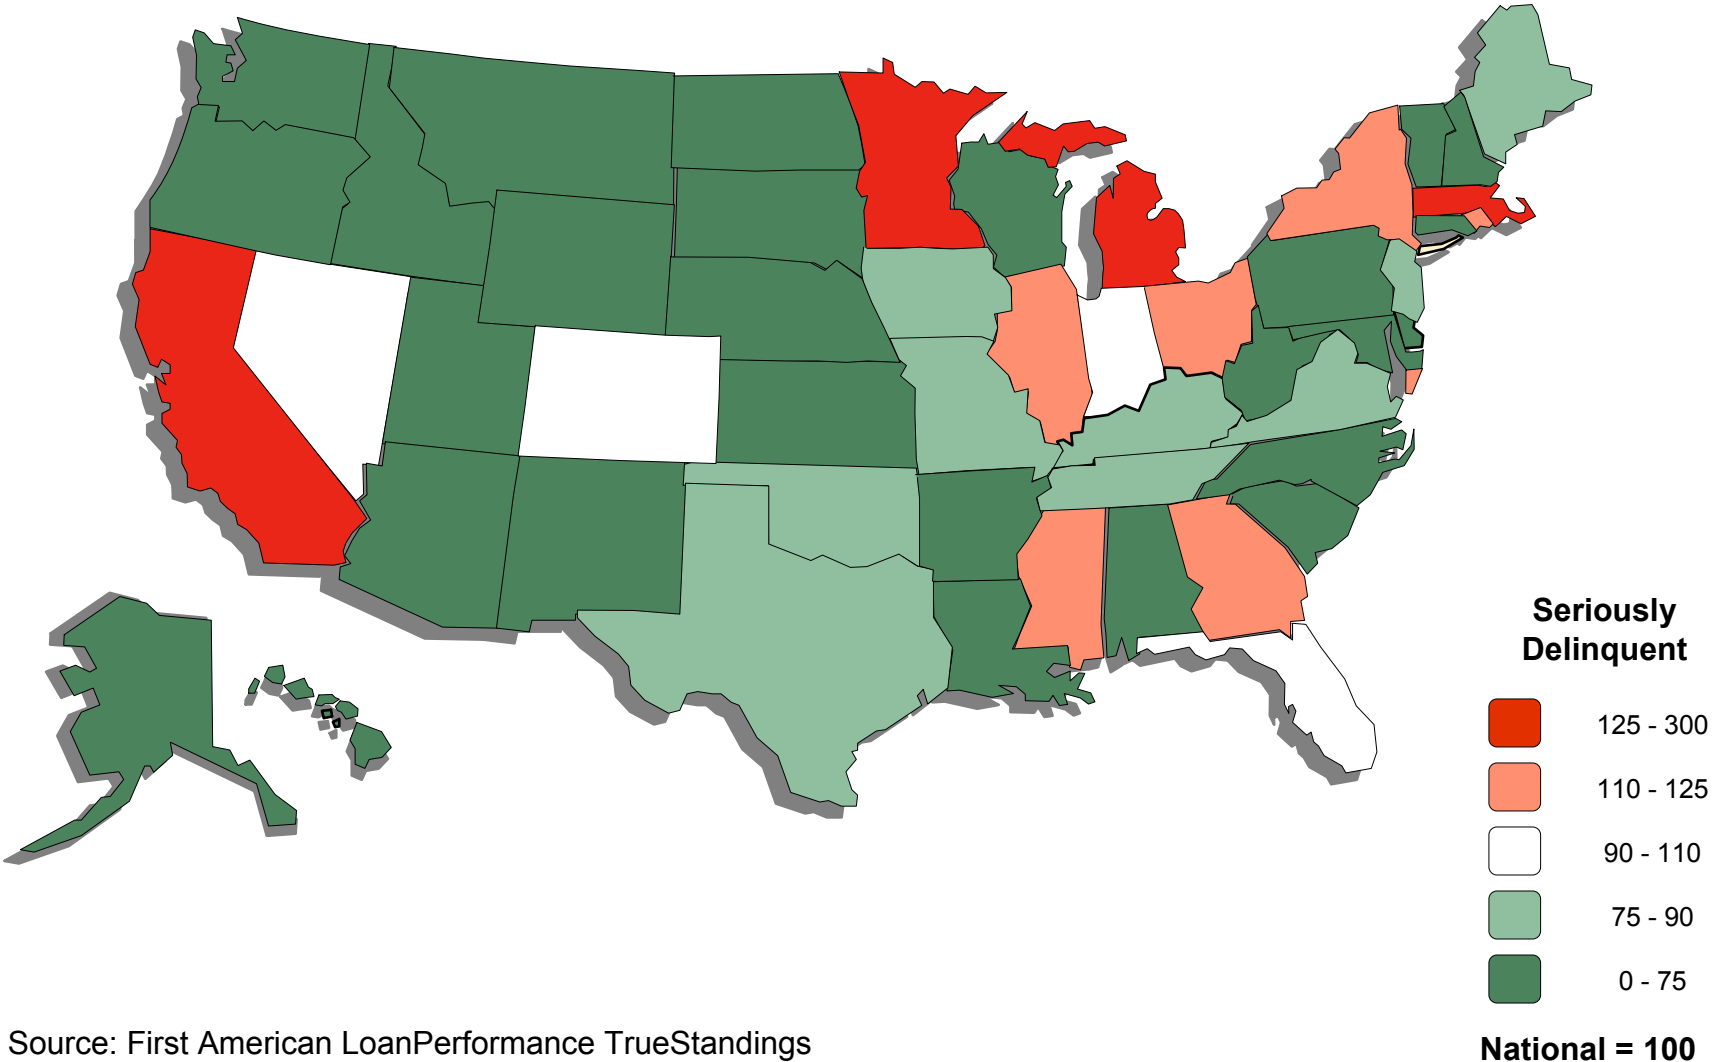 Seriously
Delinquent
125 - 300
110 - 125
90 - 110
75 - 90
0 - 75
National = 100
Source: First American LoanPerformance TrueStandings